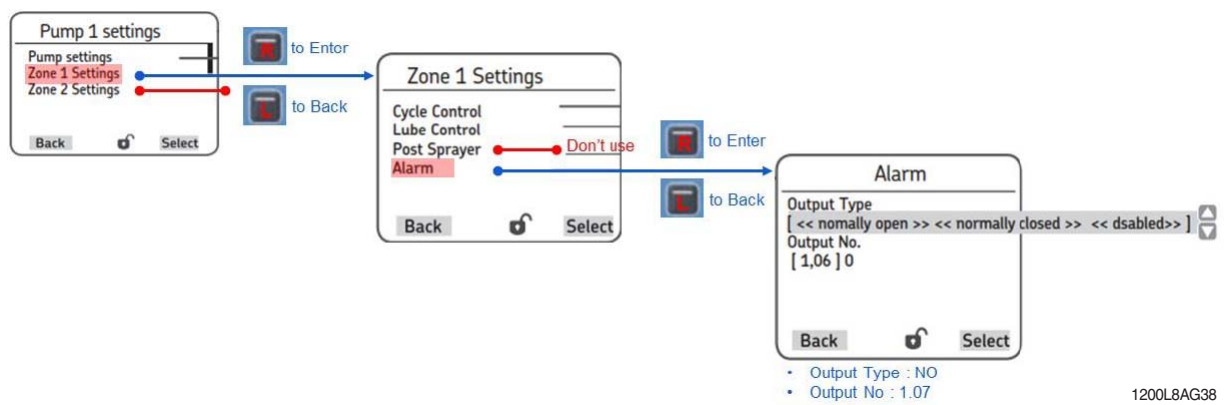 Pump 1 settings
Pump settings
Zone 1 Settings
Zone 2 Settings
Back Select
R to Enter
L to Back
Zone 1 Settings
Cycle Control
Lube Control
Post Sprayer Don't use
Alarm
Back Select
R to Enter
L to Back
Alarm
Output Type
[ << nomally open >> << normally closed >> << dsabled>> ]
Output No.
[ 1,06 ] 0
Back Select
• Output Type : NO
• Output No : 1.07
1200L8AG38